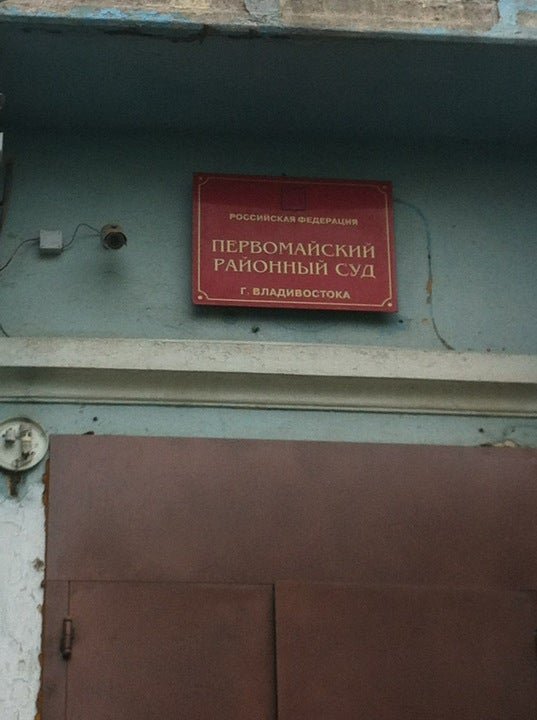 РОССИЙСКАЯ ФЕДЕРАЦИЯ
ПЕРВОМАЙСКИЙ
РАЙОННЫЙ СУД
Г. ВЛАДИВОСТОКА